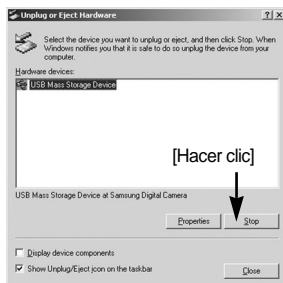 Unplug or Eject Hardware
Select the device you want to unplug or eject, and then click Stop. When
Windows notifies you that it is safe to do so unplug the device from your
computer.
Hardware devices:
USB Mass Storage Device
[Hacer clic]
USB Mass Storage Device at Samsung Digital Camera
Properties
Stop
Display device components
Show Unplug/Eject icon on the taskbar
Close